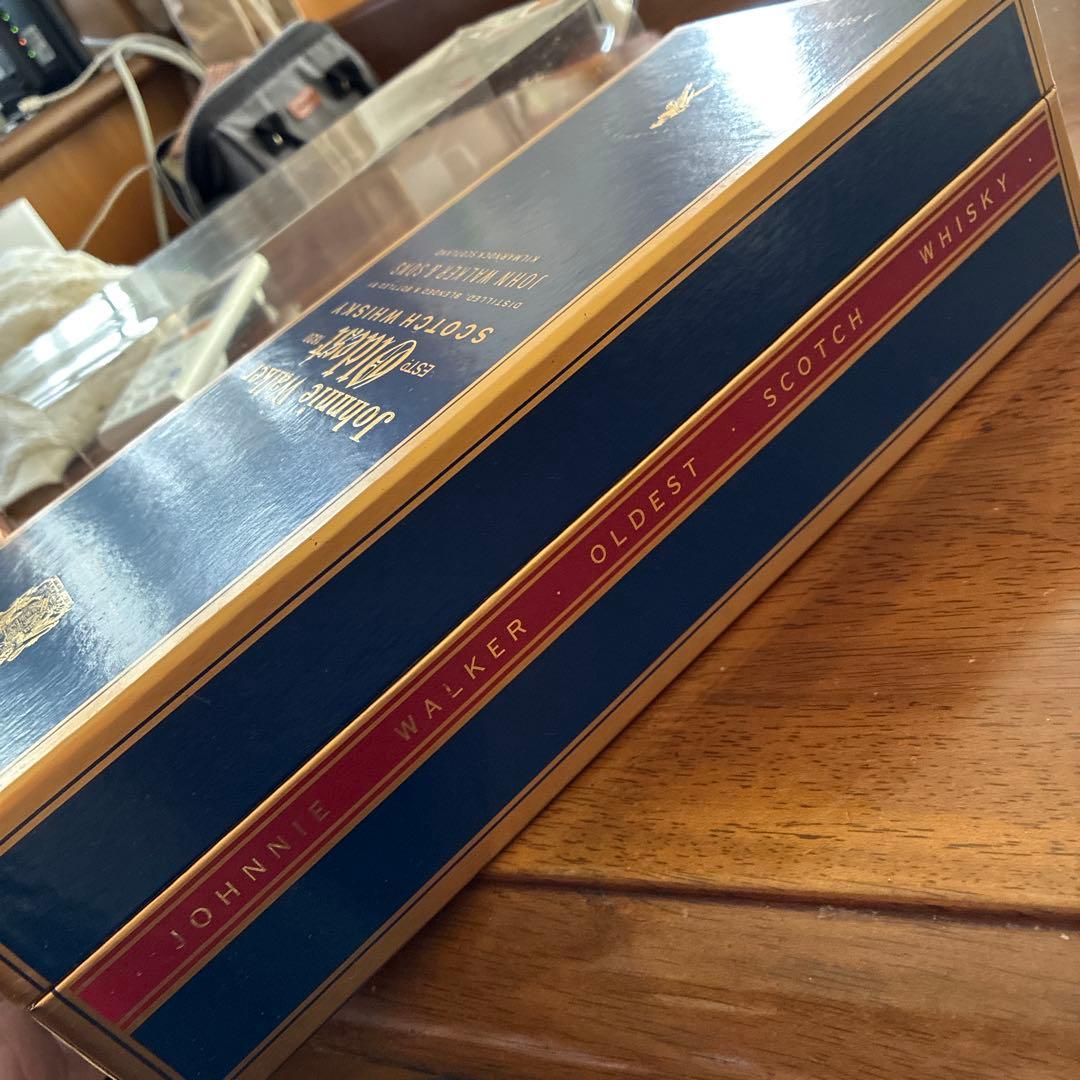 Johnnie Walker
Oldest
ESTD 1820
SCOTCH WHISKY
DISTILLED, BLENDED & BOTTLED BY
JOHN WALKER & SONS
KILMARNOCK SCOTLAND
JOHNNIE WALKER · OLDEST · SCOTCH WHISKY ·